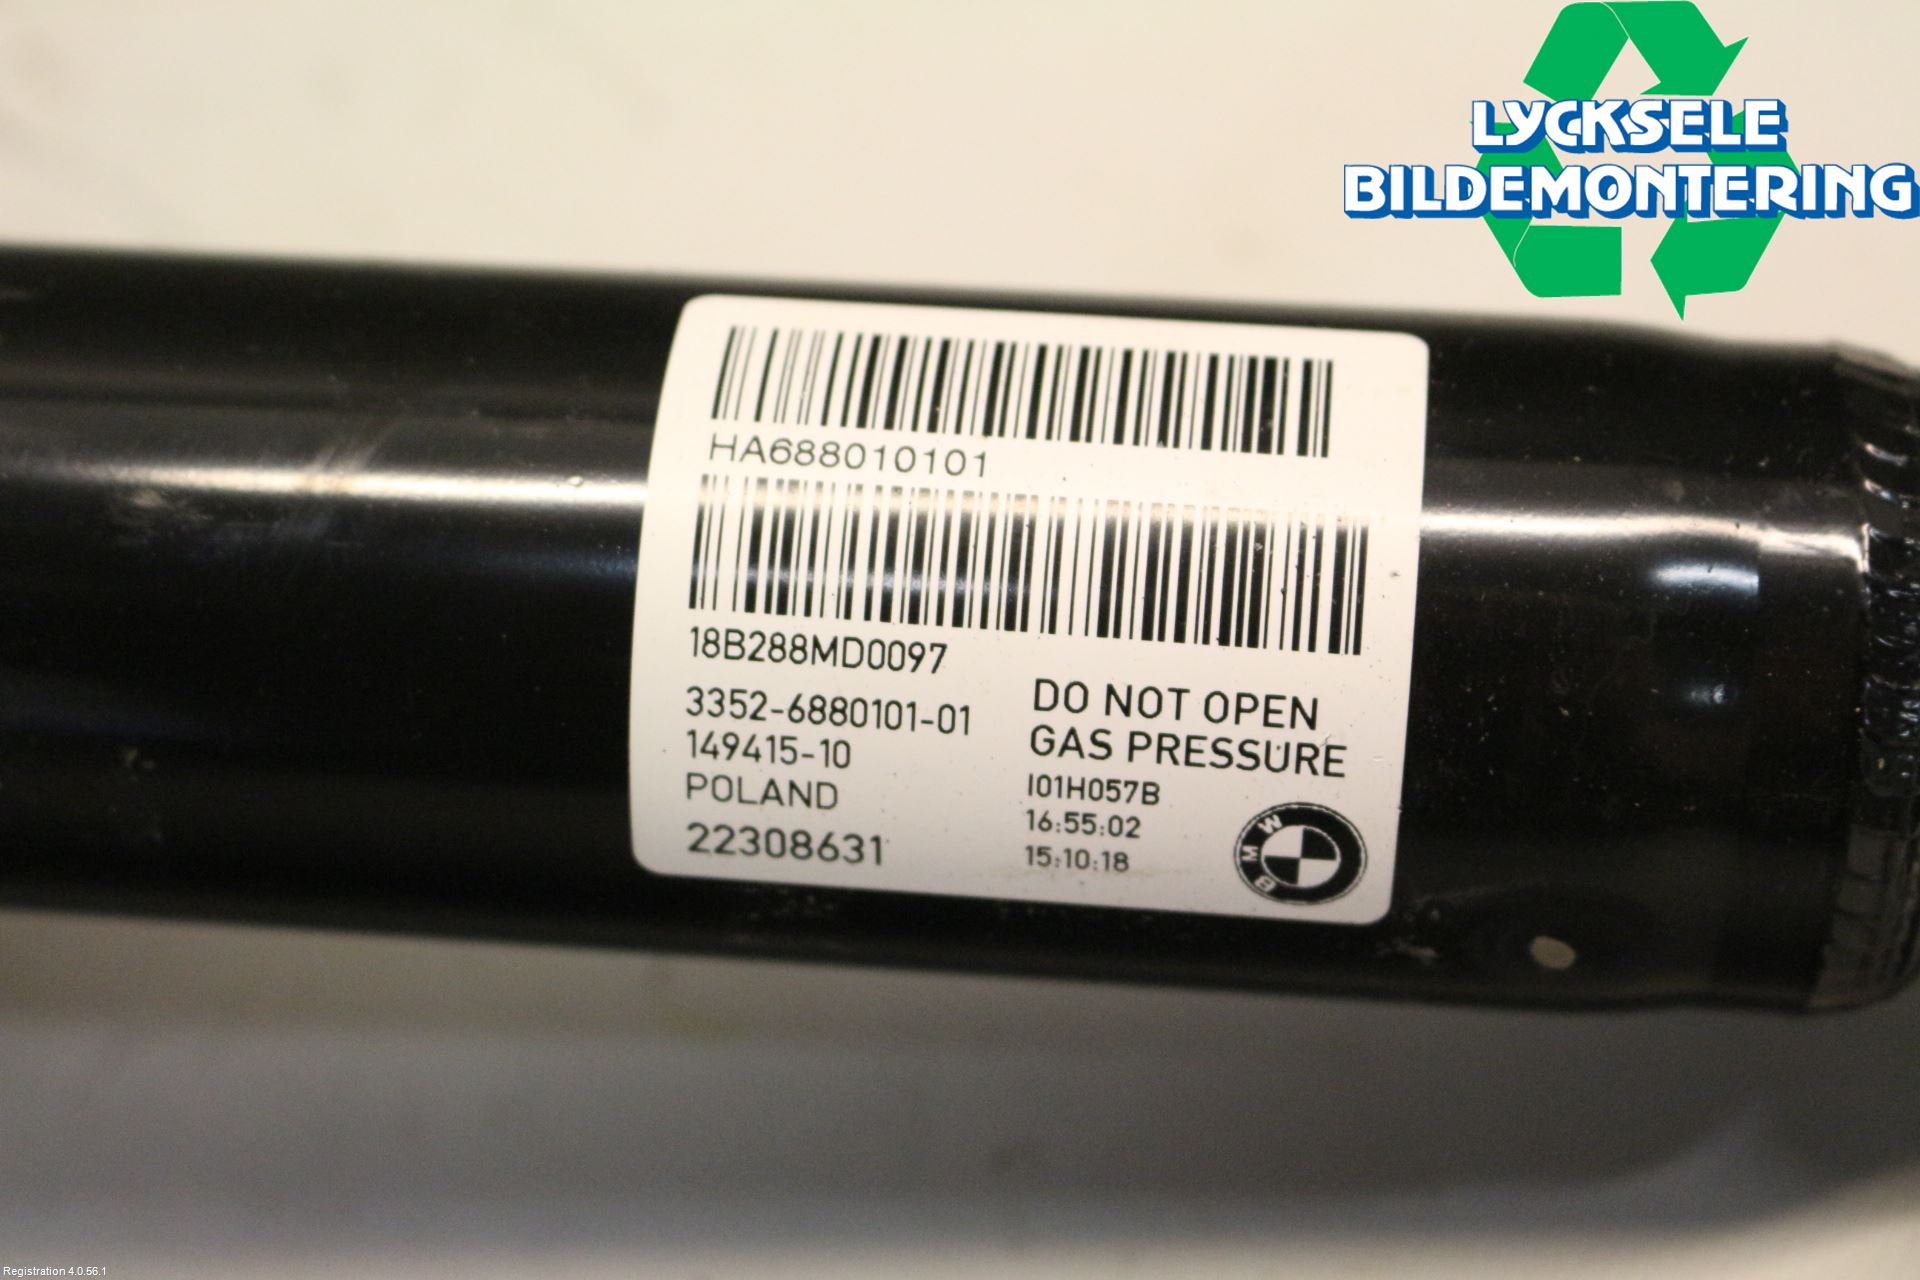 LYCKSELE
BILDEMONTERING
HA688010101
18B288MD0097
3352-6880101-01
149415-10
POLAND
22308631
DO NOT OPEN
GAS PRESSURE
I01H057B
16:55:02
15:10:18
BMW
Registration 4.0.56.1